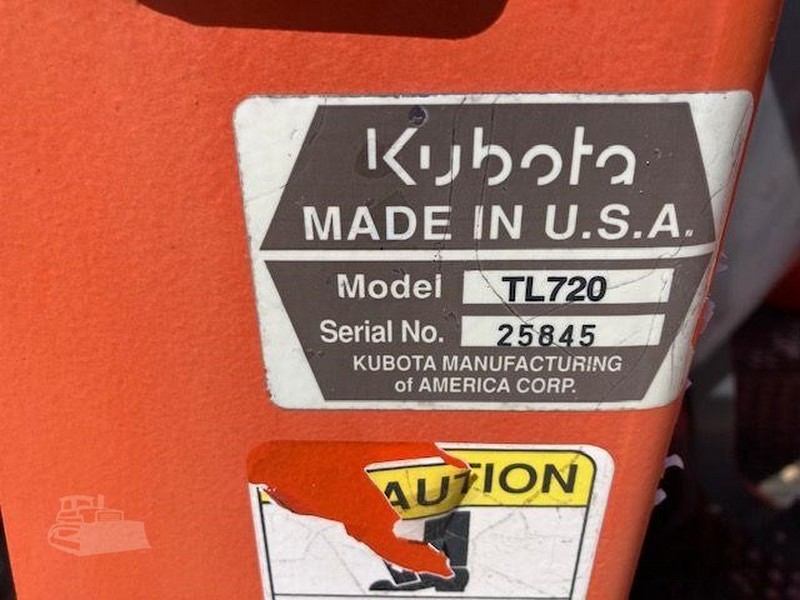 Kubota
MADE IN U.S.A.
Model TL720
Serial No. 25845
KUBOTA MANUFACTURING
of AMERICA CORP.
AUTION